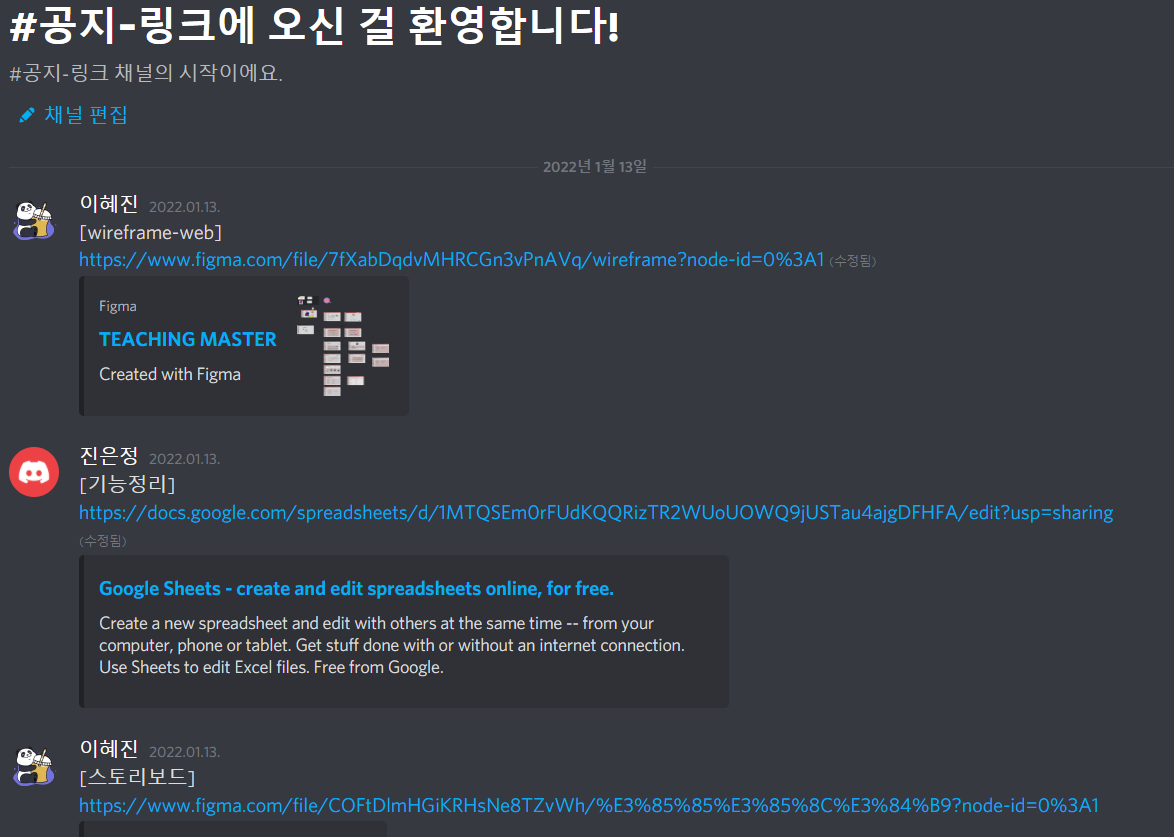 #공지-링크에 오신 걸 환영합니다!
#공지-링크 채널의 시작이에요.
채널 편집
2022년 1월 13일
이혜진 2022.01.13.
[wireframe-web]
https://www.figma.com/file/7fXabDqdvMHRCGn3vPnAVq/wireframe?node-id=0%3A1 (수정됨)
Figma
TEACHING MASTER
Created with Figma
진은정 2022.01.13.
[기능정리]
https://docs.google.com/spreadsheets/d/1MTQSEm0rFUdKQQRizTR2WUoUOWQ9jUSTau4ajgDFHFA/edit?usp=sharing
(수정됨)
Google Sheets - create and edit spreadsheets online, for free.
Create a new spreadsheet and edit with others at the same time -- from your
computer, phone or tablet. Get stuff done with or without an internet connection.
Use Sheets to edit Excel files. Free from Google.
이혜진 2022.01.13.
[스토리보드]
https://www.figma.com/file/COFtDlmHGiKRHsNe8TZvWh/%E3%85%85%E3%85%8C%E3%84%B9?node-id=0%3A1